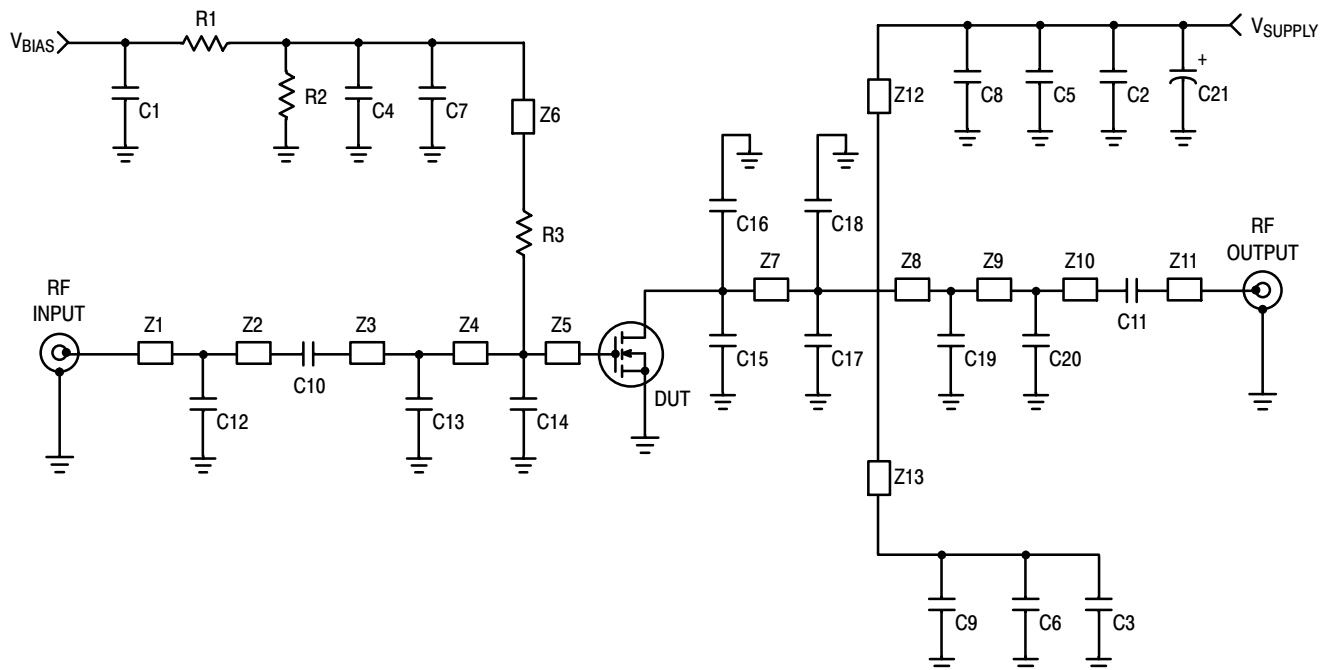 R1
VBIAS
VSUPPLY
C1
R2
C4
C7
Z6
Z12
C8
C5
C2
+
C21
R3
C16
C18
RF
INPUT
Z1
Z2
C10
Z3
Z4
Z5
Z7
Z8
Z9
Z10
C11
Z11
RF
OUTPUT
C12
C13
C14
DUT
C15
C17
C19
C20
Z13
C9
C6
C3